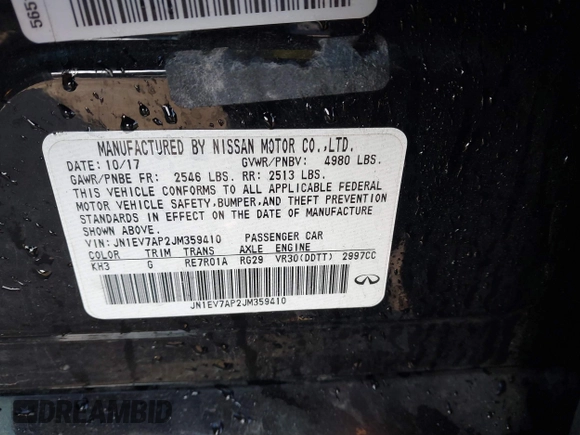 565
MANUFACTURED BY NISSAN MOTOR CO.,LTD.
DATE: 10/17 GVWR/PNBV: 4980 LBS.
GAWR/PNBE FR: 2546 LBS. RR: 2513 LBS.
THIS VEHICLE CONFORMS TO ALL APPLICABLE FEDERAL
MOTOR VEHICLE SAFETY,BUMPER,AND THEFT PREVENTION
STANDARDS IN EFFECT ON THE DATE OF MANUFACTURE
SHOWN ABOVE.
VIN: JN1EV7AP2JM359410 PASSENGER CAR
COLOR TRIM TRANS AXLE ENGINE
KH3 G RE7R01A RG29 VR30(DDTT) 2997CC
JN1EV7AP2JM359410
DREAMBID